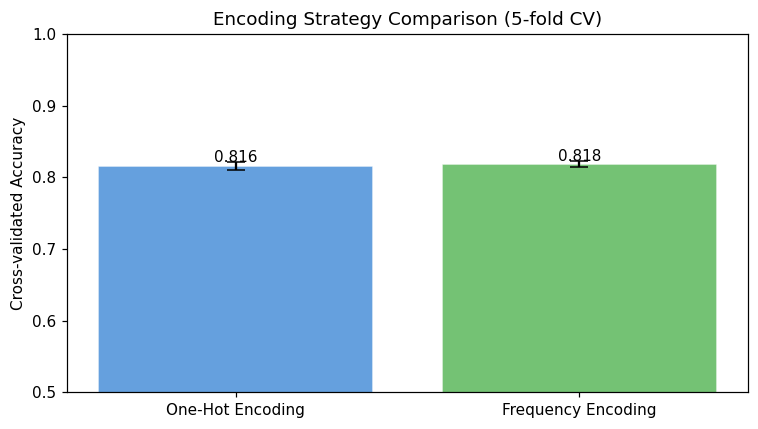 Encoding Strategy Comparison (5-fold CV)
Cross-validated Accuracy
1.0
0.9
0.8
0.7
0.6
0.5
0.816
0.818
One-Hot Encoding
Frequency Encoding